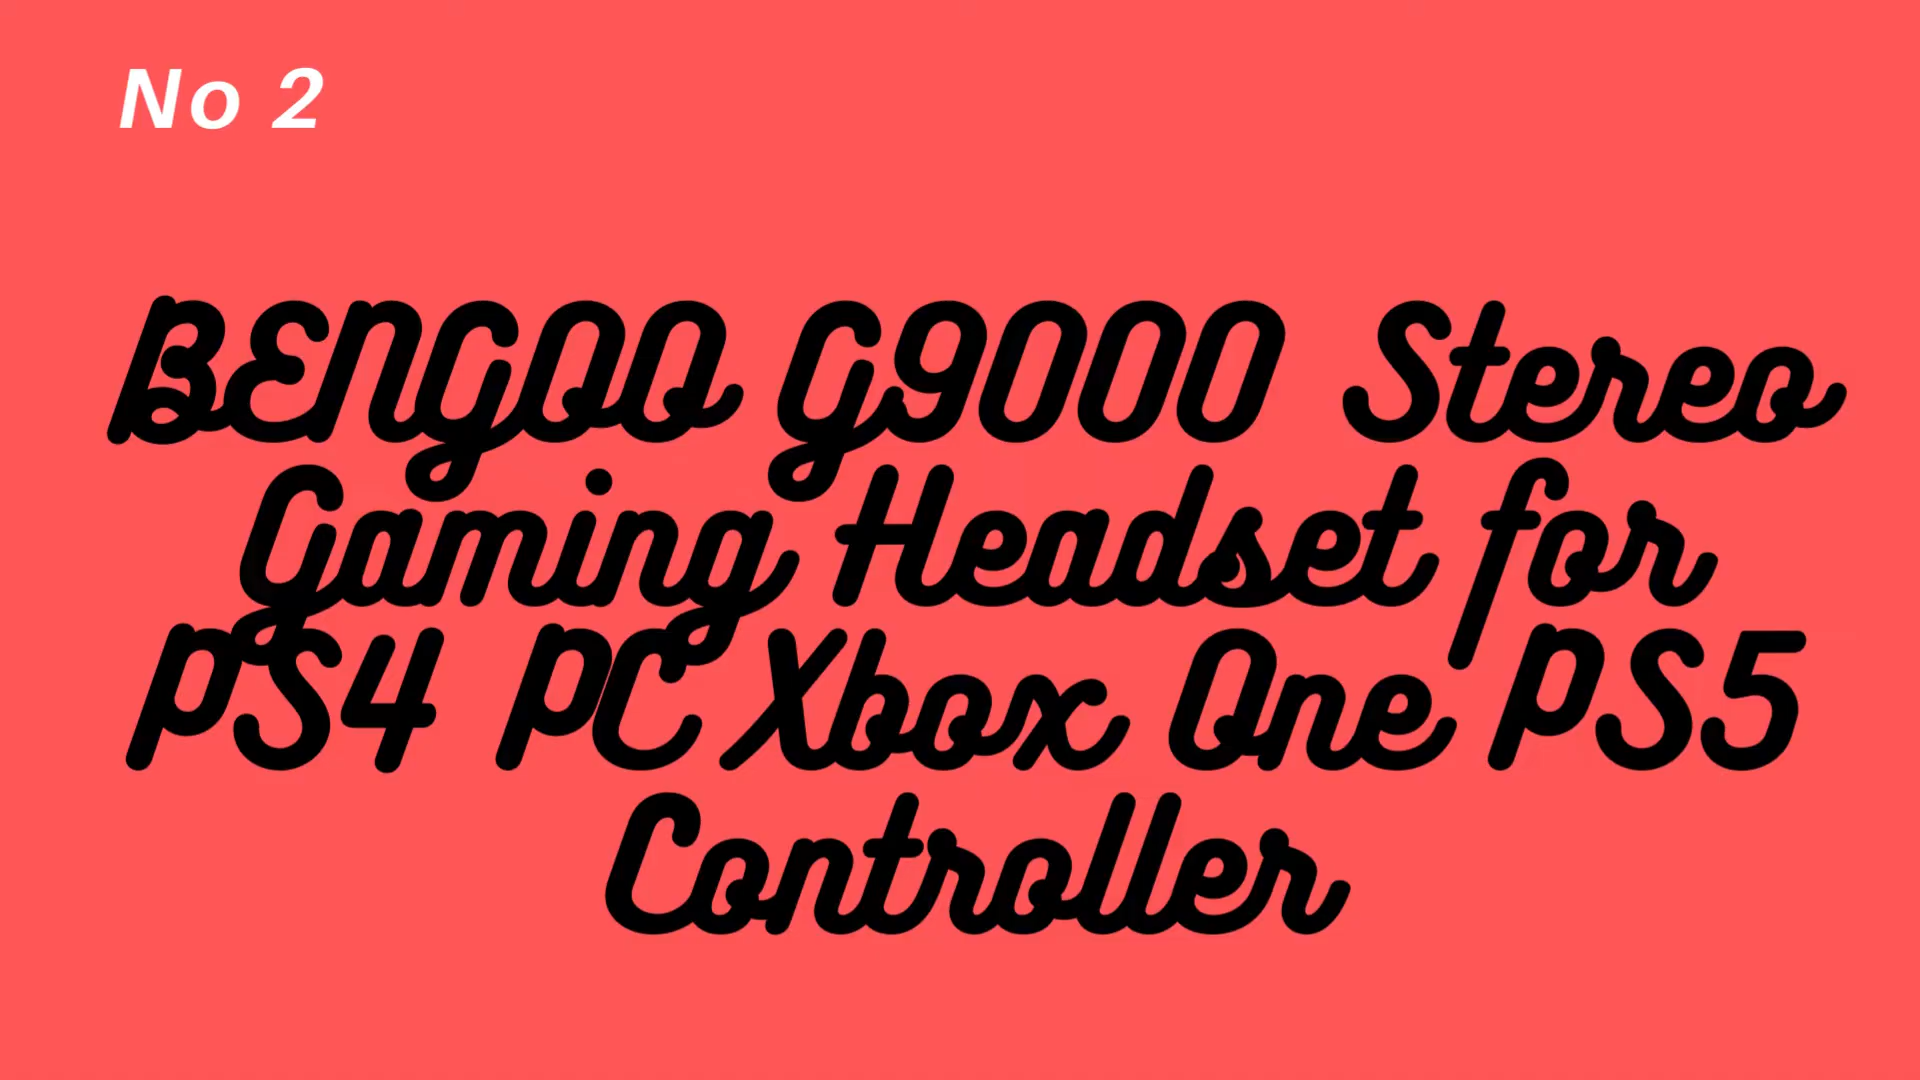 No 2
BENGOO G9000 Stereo
Gaming Headset for
PS4 PC Xbox One PS5
Controller